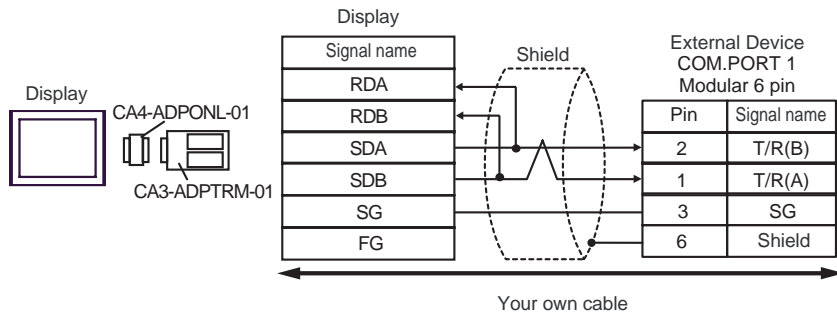 Display
CA4-ADPONL-01
CA3-ADPTRM-01
Display
Signal name
RDA
RDB
SDA
SDB
SG
FG
Shield
External Device
COM.PORT 1
Modular 6 pin
Pin Signal name
2 T/R(B)
1 T/R(A)
3 SG
6 Shield
Your own cable